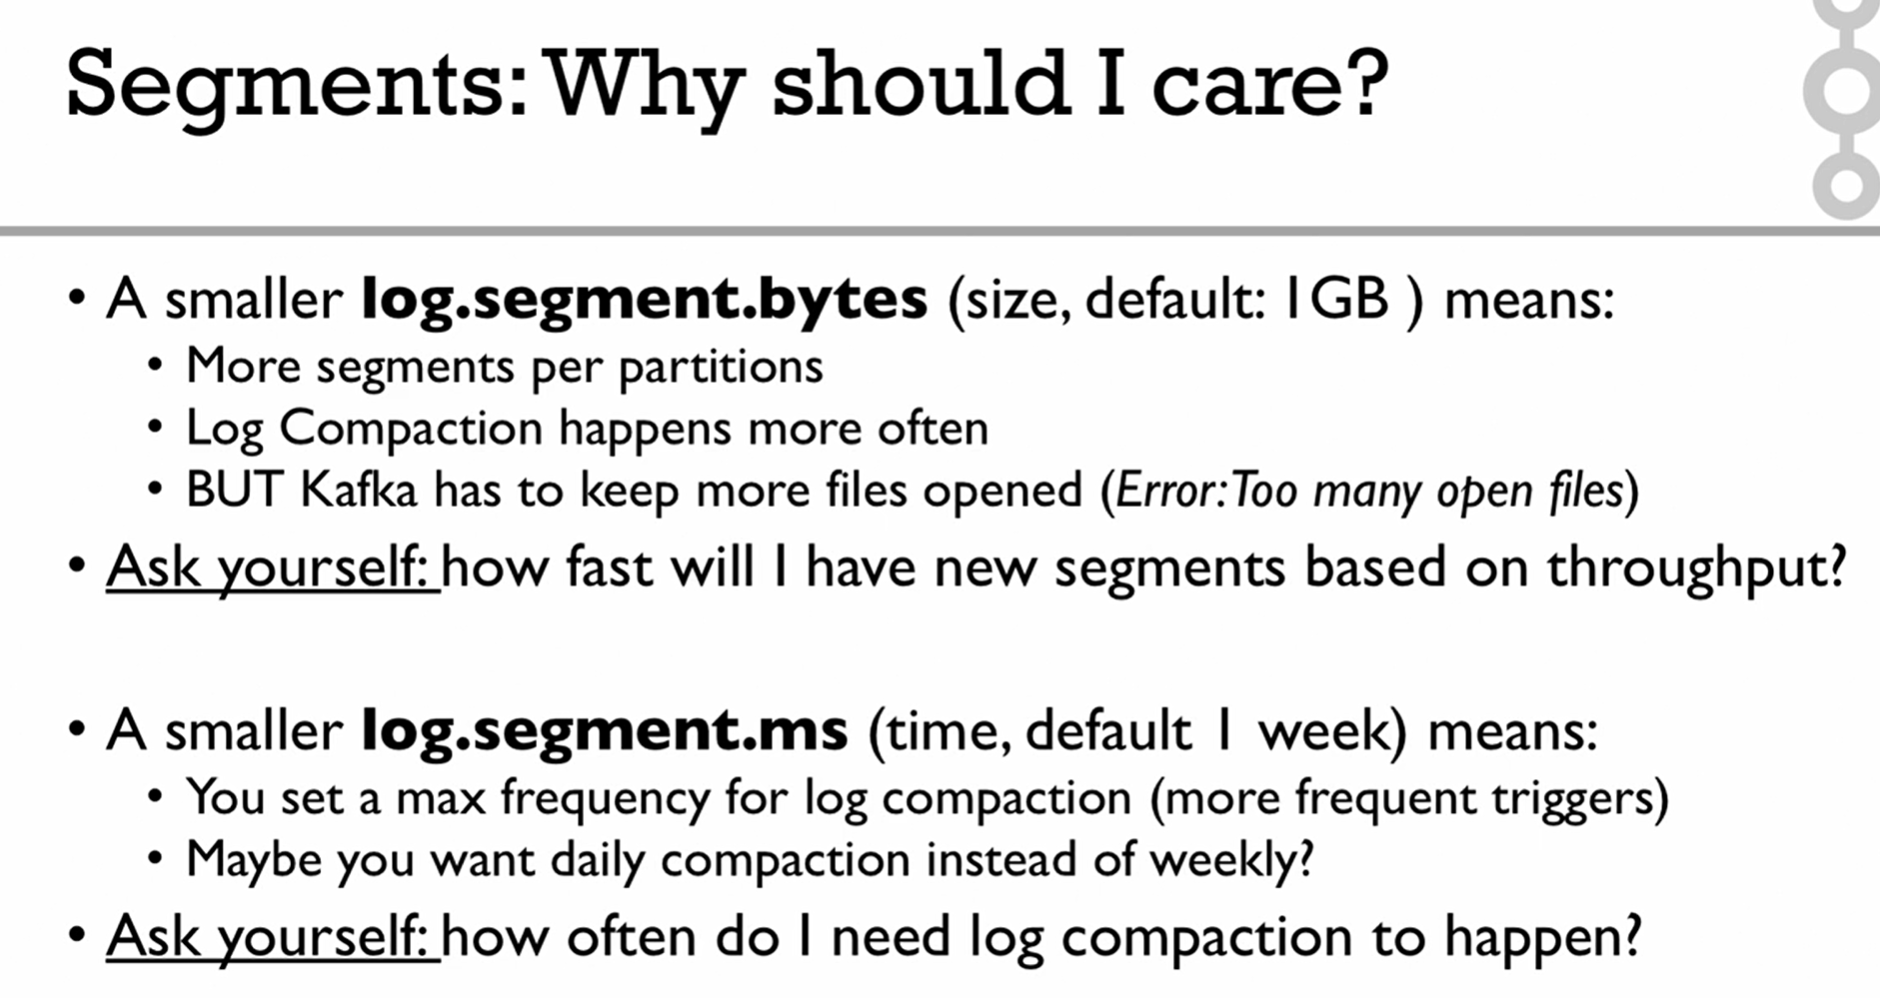 Segments: Why should I care?
• A smaller log.segment.bytes (size, default: 1GB ) means:
• More segments per partitions
• Log Compaction happens more often
• BUT Kafka has to keep more files opened (Error: Too many open files)
• Ask yourself: how fast will I have new segments based on throughput?
• A smaller log.segment.ms (time, default 1 week) means:
• You set a max frequency for log compaction (more frequent triggers)
• Maybe you want daily compaction instead of weekly?
• Ask yourself: how often do I need log compaction to happen?